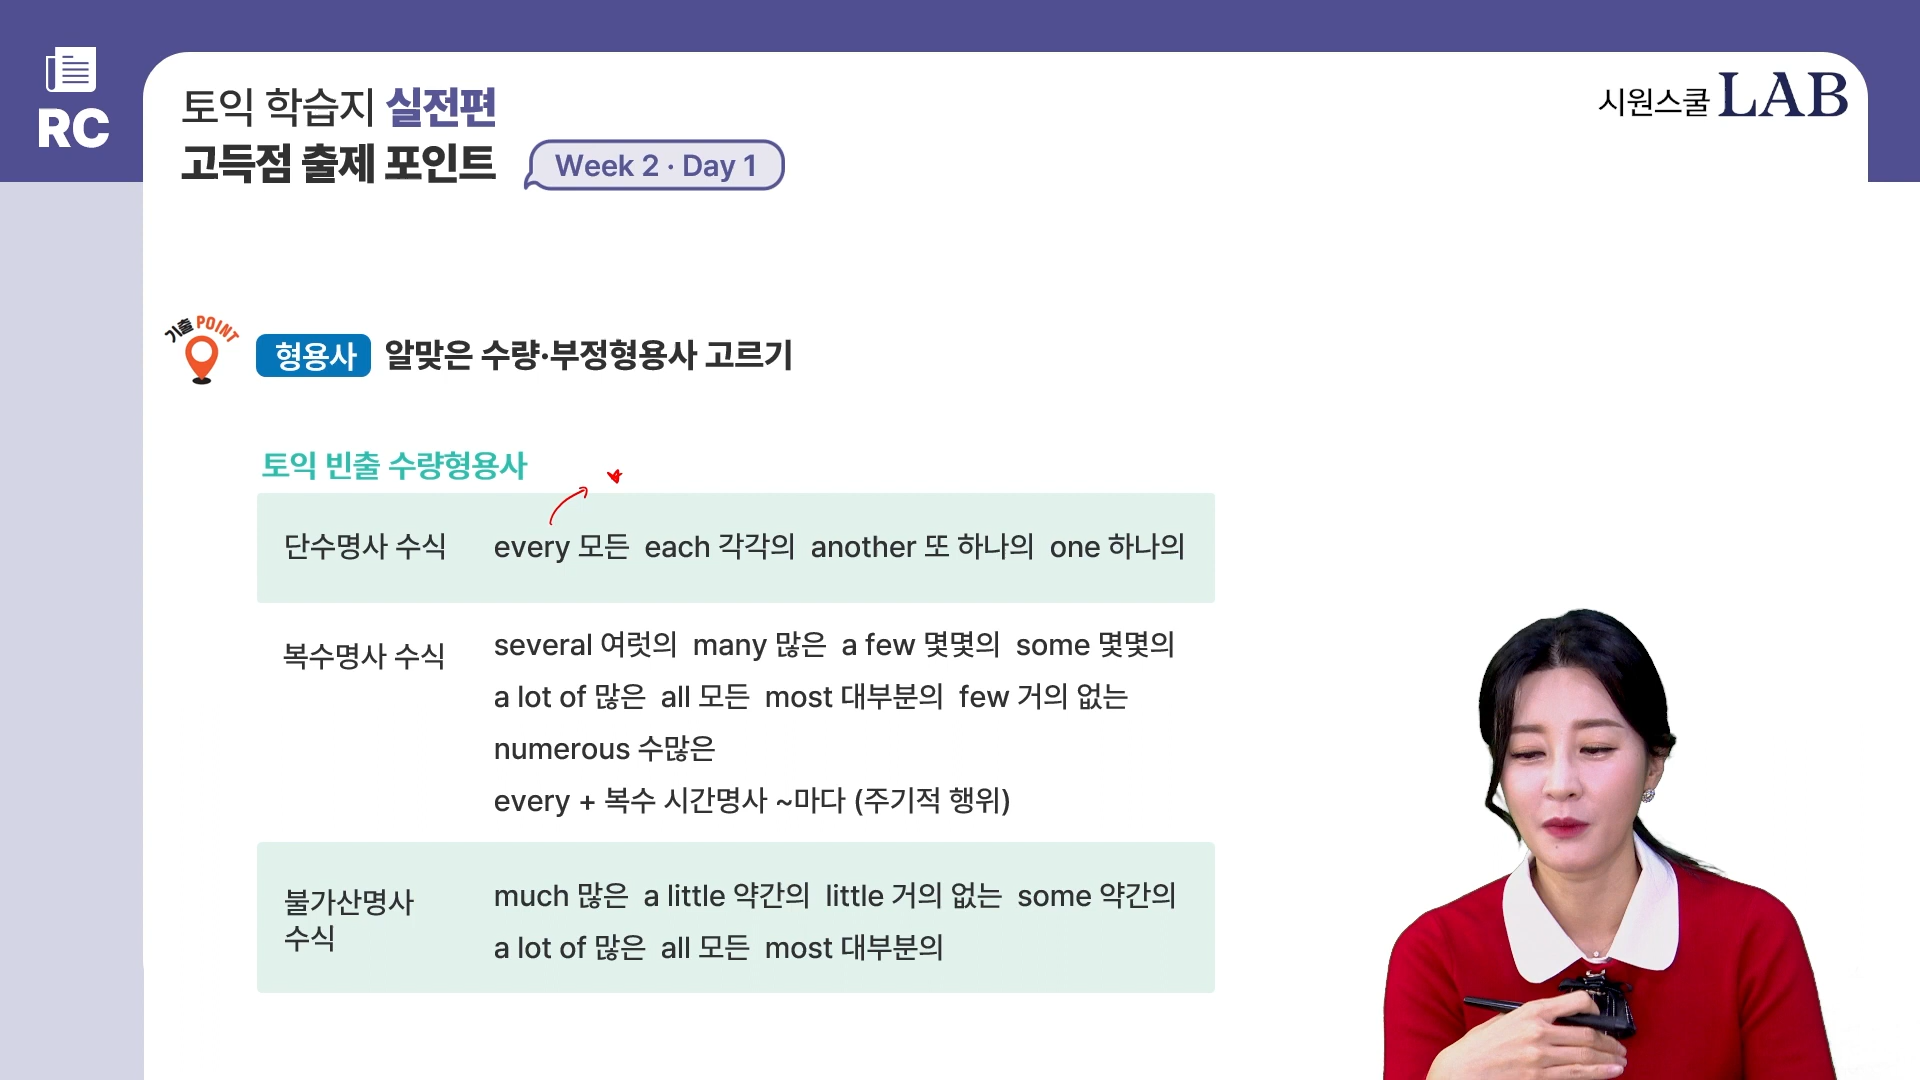 RC
토익 학습지 실전편
고득점 출제 포인트
Week 2 · Day 1
시원스쿨 LAB
기출 POINT
형용사 알맞은 수량·부정형용사 고르기
토익 빈출 수량형용사
단수명사 수식 every 모든 each 각각의 another 또 하나의 one 하나의
복수명사 수식 several 여럿의 many 많은 a few 몇몇의 some 몇몇의
a lot of 많은 all 모든 most 대부분의 few 거의 없는
numerous 수많은
every + 복수 시간명사 ~마다 (주기적 행위)
불가산명사 수식
much 많은 a little 약간의 little 거의 없는 some 약간의
a lot of 많은 all 모든 most 대부분의